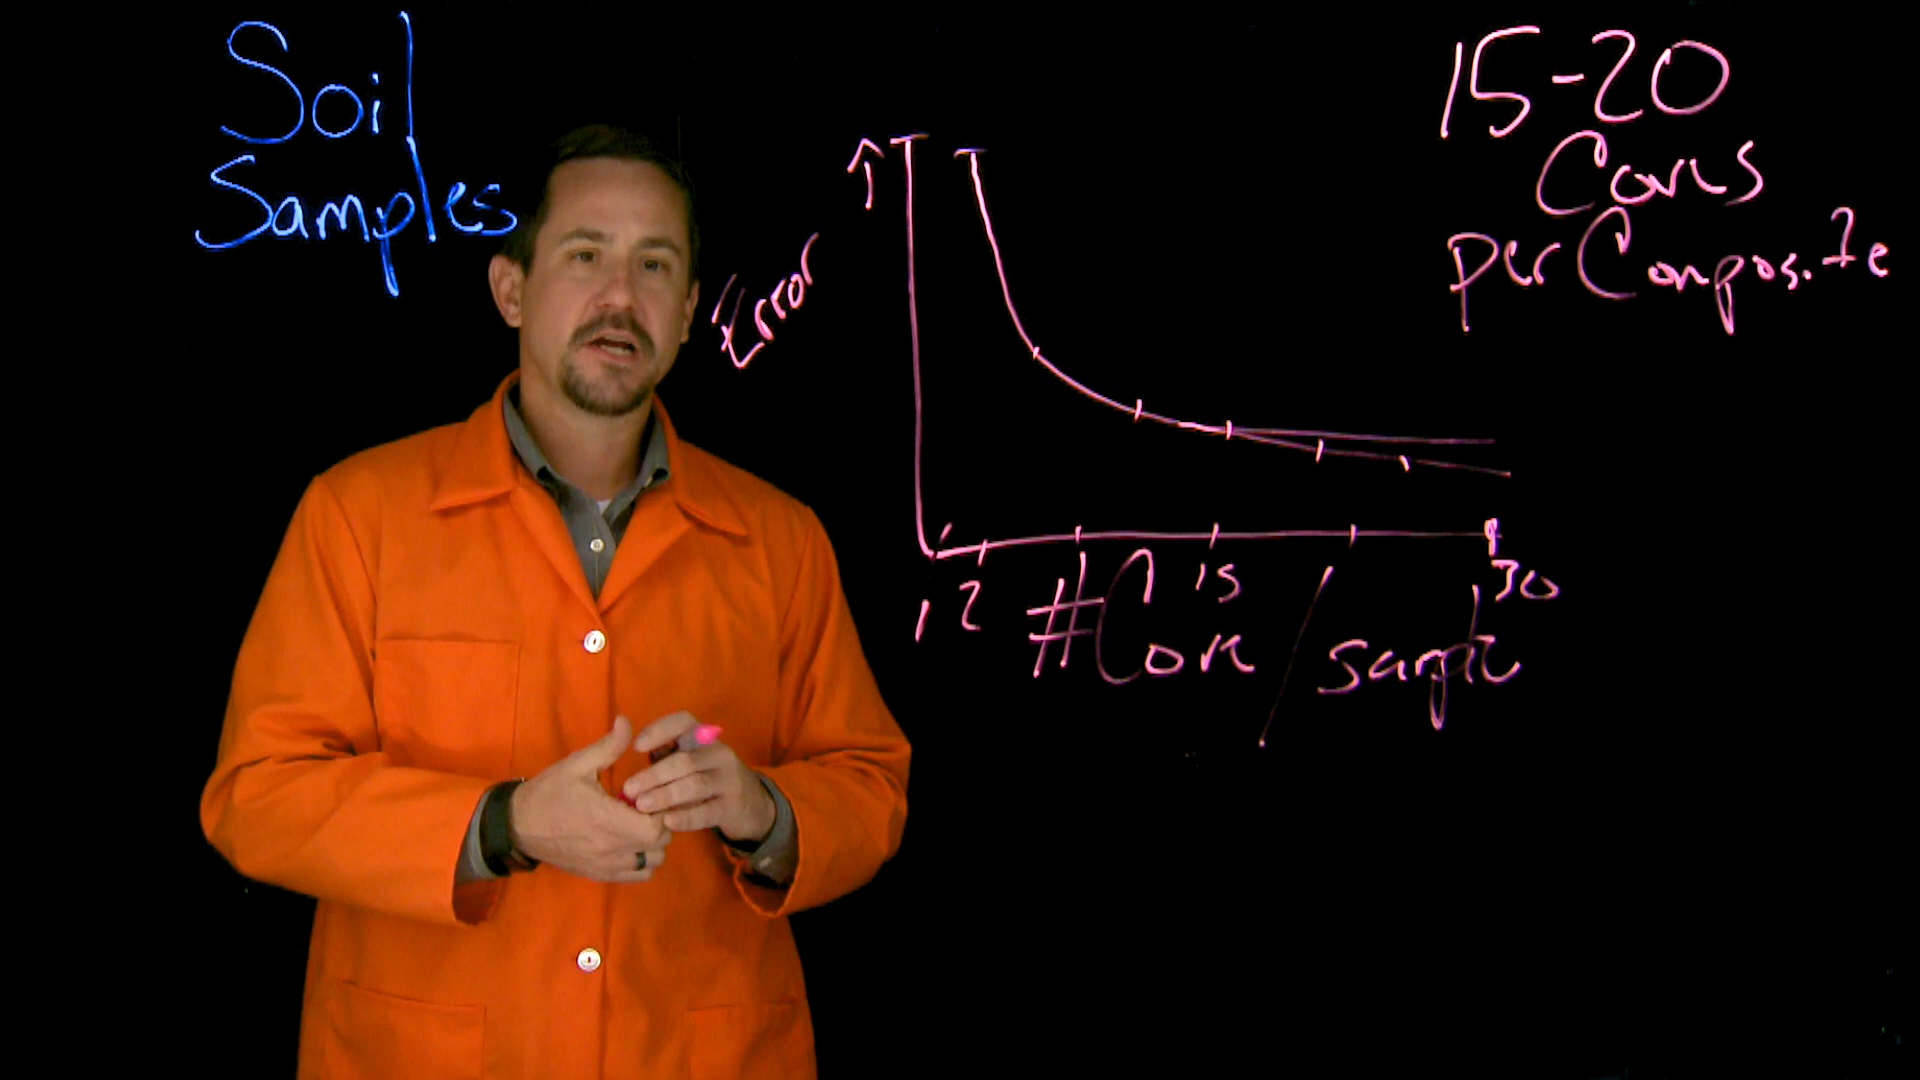 Soil
Samples
15-20
Cores
per Composite
Error
1 2 15 30
# Core / sample